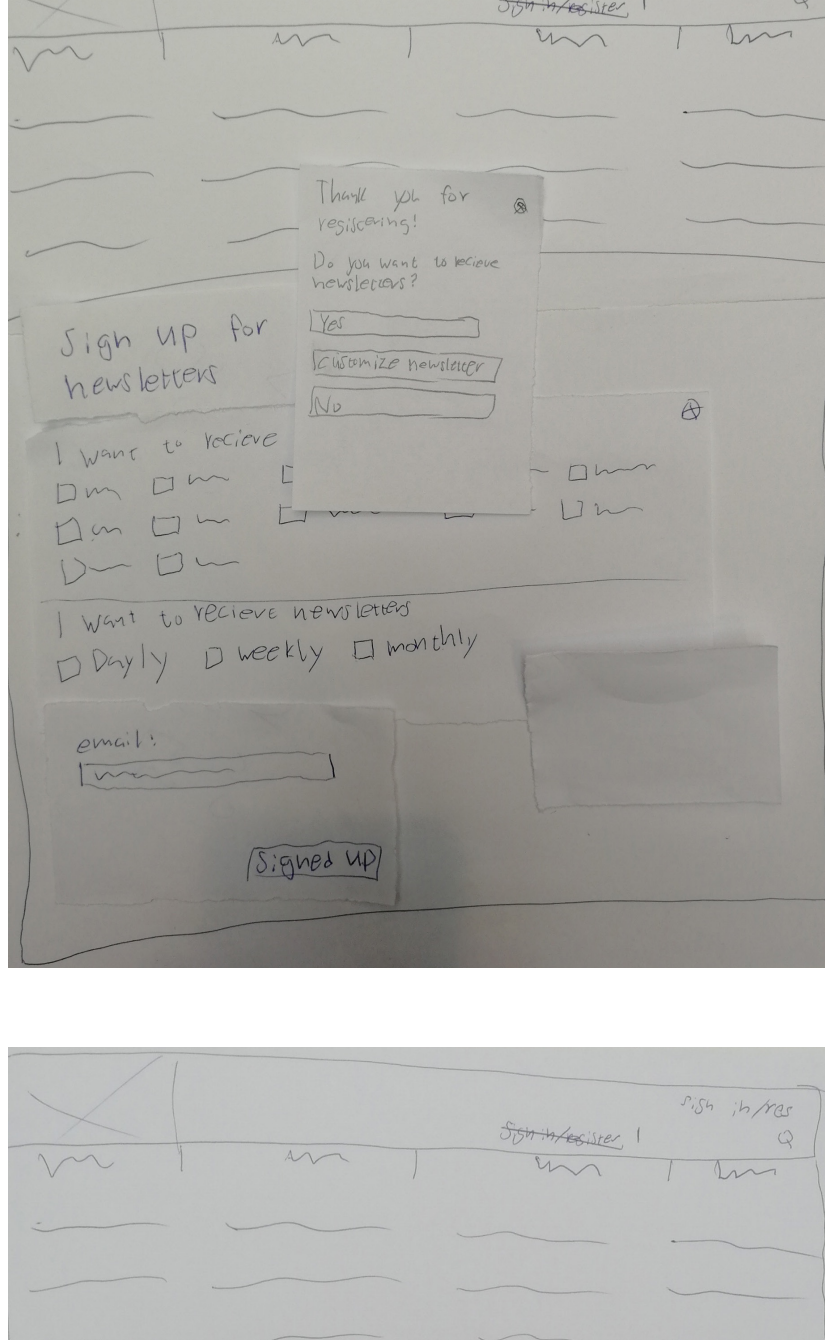 Sign in/register
Thank you for
regiscering!
Do you want to recieve
newsletters?
Yes
customize newsletter
No
Sign up for
newsletters
I want to recieve
I want to recieve newsletters
Dayly weekly monthly
email:
Signed up
sign in/res
Sign in/register